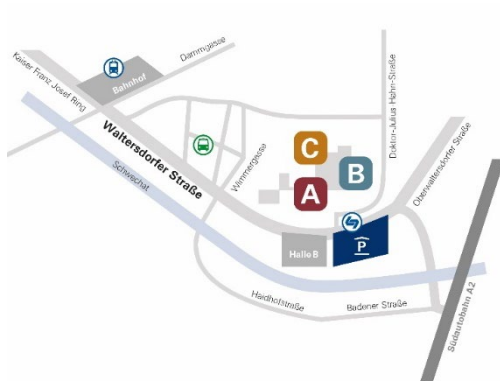 Kaiser Franz Josef Ring
Bahnhof
Dammgasse
Waltersdorfer Straße
Schwechat
Wimmergasse
C
B
A
Doktor-Julius-Hahn-Straße
Oberwaltersdorfer Straße
Halle B
P
Haidhofstraße
Badener Straße
Südautobahn A2